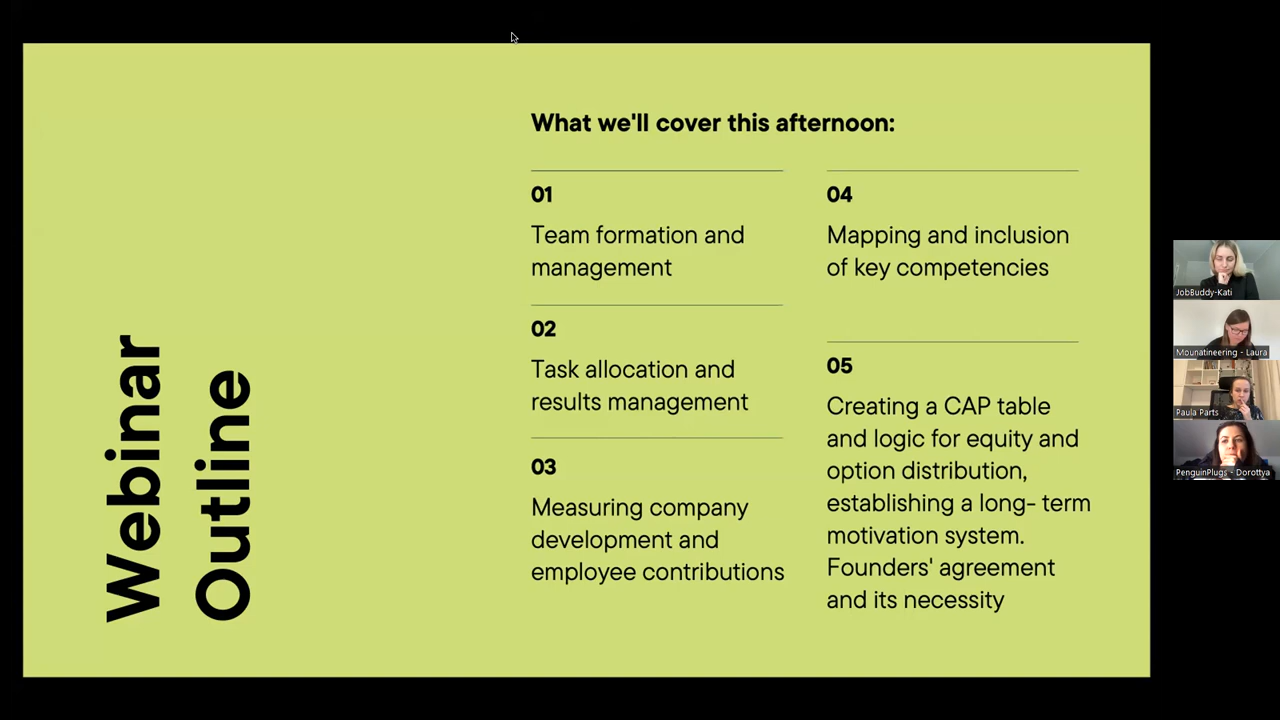 Webinar
Outline
What we'll cover this afternoon:
01
Team formation and
management
02
Task allocation and
results management
03
Measuring company
development and
employee contributions
04
Mapping and inclusion
of key competencies
05
Creating a CAP table
and logic for equity and
option distribution,
establishing a long- term
motivation system.
Founders' agreement
and its necessity
JobBuddy-Kati
Mounatineering - Laura
Paula Parts
PenguinPlugs - Dorottya